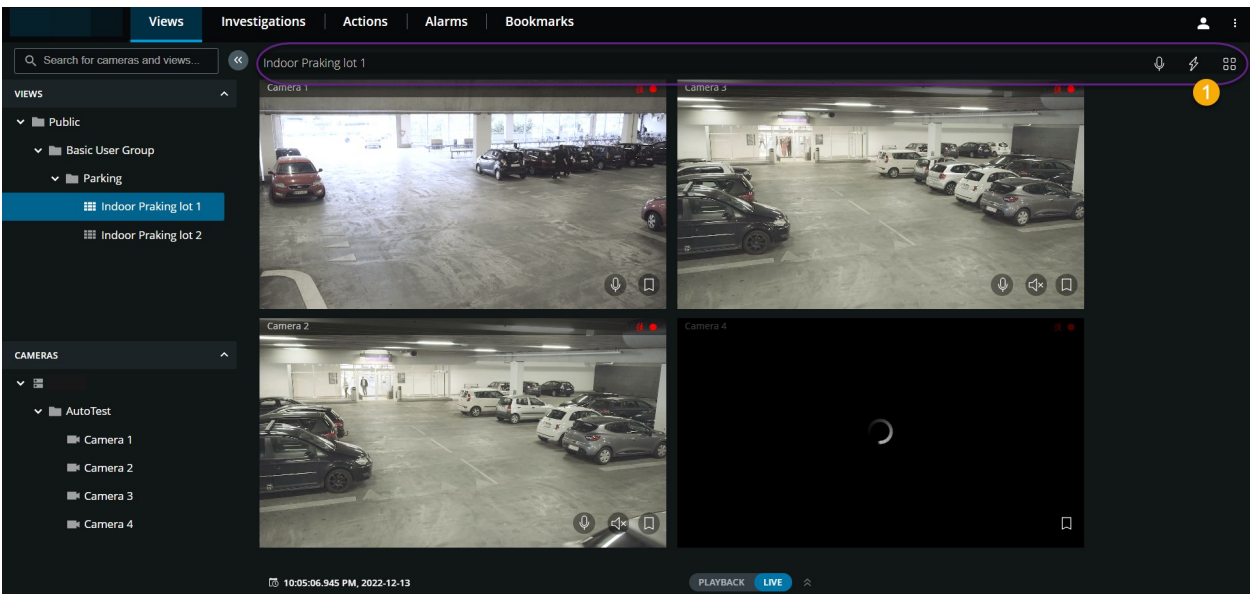 Views Investigations Actions Alarms Bookmarks
Search for cameras and views...
Indoor Praking lot 1
1
VIEWS
Public
Basic User Group
Parking
Indoor Praking lot 1
Indoor Praking lot 2
CAMERAS
AutoTest
Camera 1
Camera 2
Camera 3
Camera 4
Camera 1
Camera 3
Camera 2
Camera 4
10:05:06.945 PM, 2022-12-13
PLAYBACK LIVE